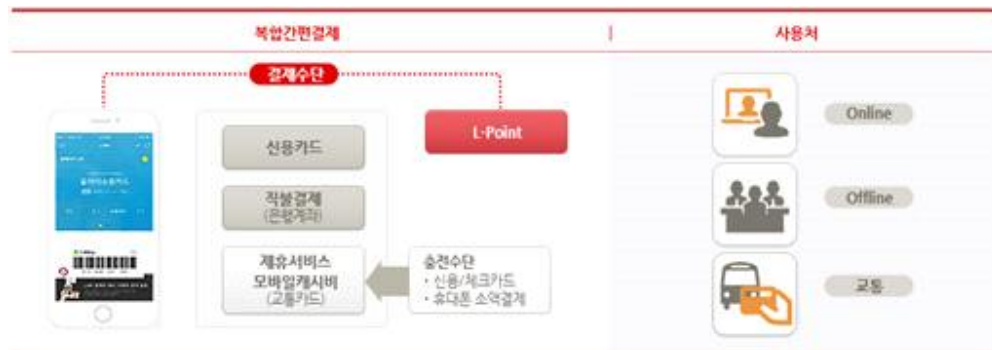 복합간편결제
사용처
결제수단
L·Point
신용카드
직불결제
(은행계좌)
제휴서비스
모바일캐시비
(교통카드)
충전수단
· 신용/체크카드
· 휴대폰 소액결제
Online
Offline
교통